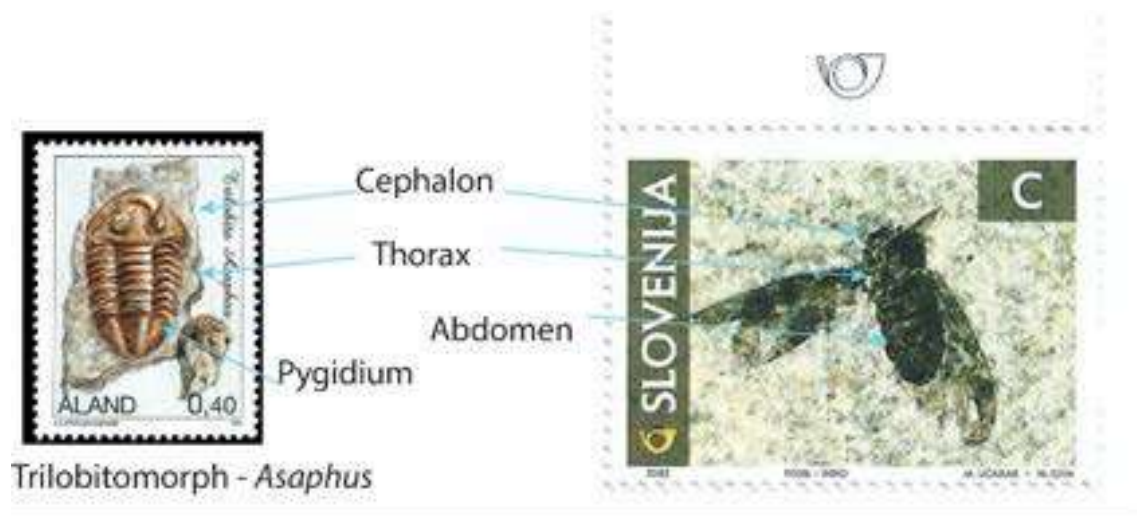 Cephalon
Thorax
Abdomen
Pygidium
ÅLAND 0,40
Trilobitomorph - Asaphus
SLOVENIJA
C